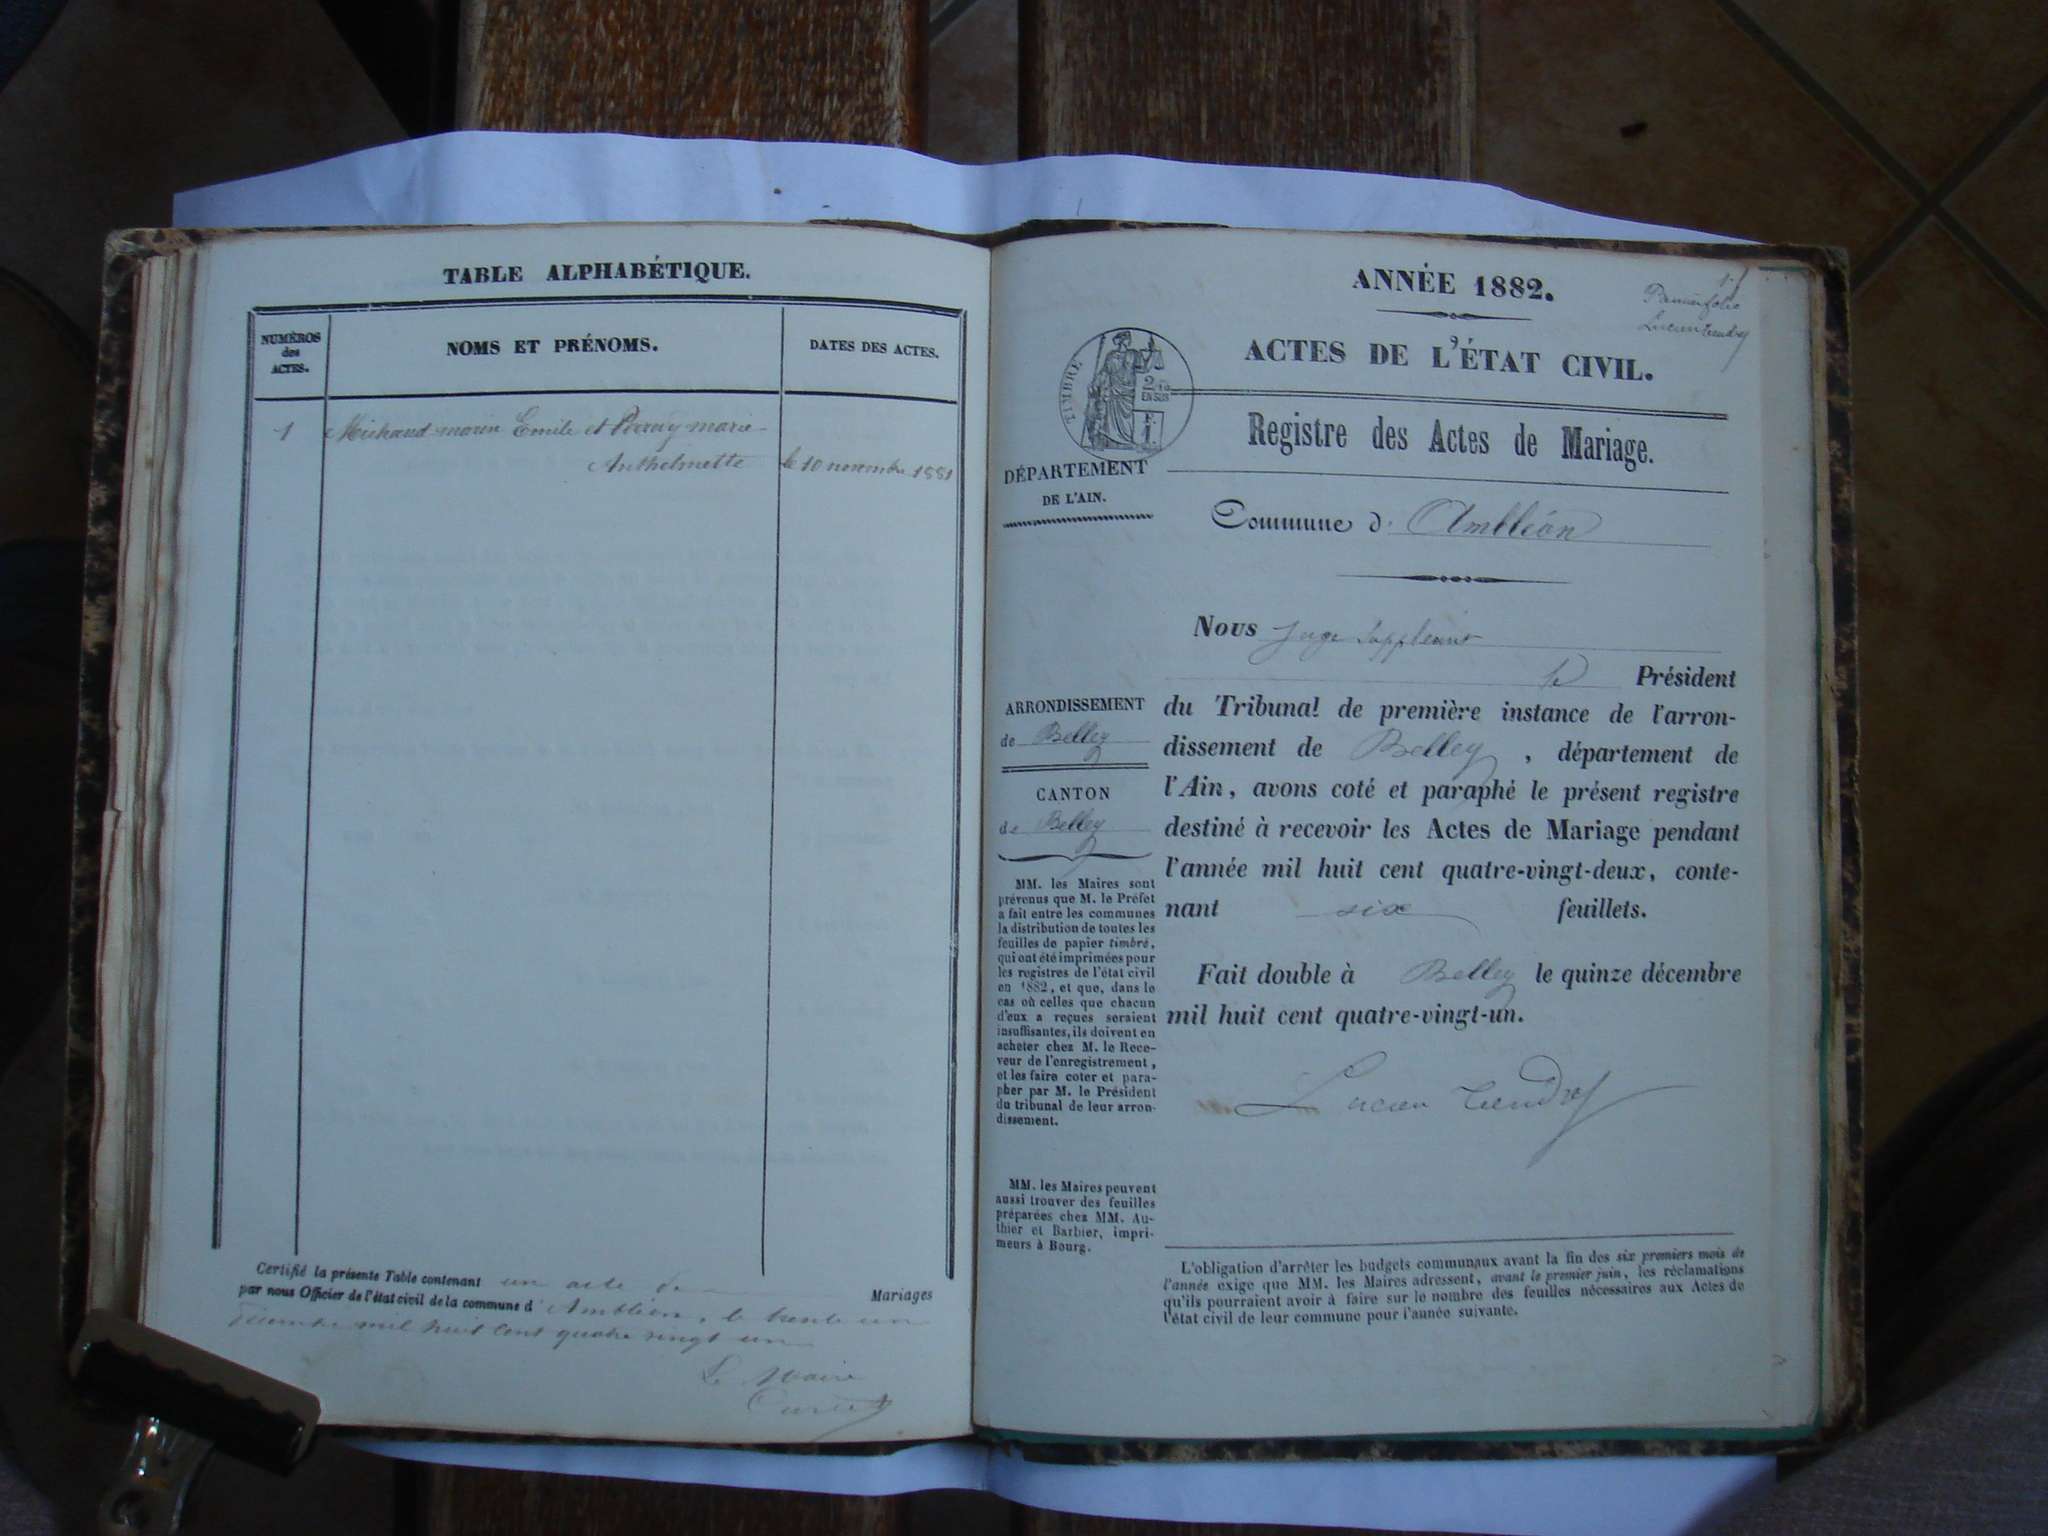 TABLE ALPHABÉTIQUE.
NUMÉROS
des
ACTES.
NOMS ET PRÉNOMS.
DATES DES ACTES.
1 Michaud-morin Emile et Perray marie
Anthelmette le 10 novembre 1881
Certifié la présente Table contenant un acte de Mariages
par nous Officier de l'état civil de la commune d'Ambléon, le trente un
décembre mil huit cent quatre vingt un
Le Maire
1.
Lucien Tendret
ANNÉE 1882.
ACTES DE L'ÉTAT CIVIL.
TIMBRE
2/10
EN SUS
Registre des Actes de Mariage.
DÉPARTEMENT
DE L'AIN.
Commune d'Ambléon
Nous Juge Suppléant
Président
du Tribunal de première instance de l'arron-
dissement de Belley, département de
l'Ain, avons coté et paraphé le présent registre
destiné à recevoir les Actes de Mariage pendant
l'année mil huit cent quatre-vingt-deux, conte-
nant six feuillets.
Fait double à Belley le quinze décembre
mil huit cent quatre-vingt-un.
Lucien Tendret
ARRONDISSEMENT
de Belley
CANTON
de Belley
MM. les Maires sont
prévenus que M. le Préfet
a fait entre les communes
la distribution de toutes les
feuilles de papier timbré,
qui ont été imprimées pour
les registres de l'état civil
en 1882, et que, dans le
cas où celles que chacun
d'eux a reçues seraient
insuffisantes, ils doivent en
acheter chez M. le Rece-
veur de l'enregistrement,
et les faire coter et para-
pher par M. le Président
du tribunal de leur arron-
dissement.
MM. les Maires peuvent
aussi trouver des feuilles
préparées chez MM. Au-
thier et Barbier, impri-
meurs à Bourg.
L'obligation d'arrêter les budgets communaux avant la fin des six premiers mois de
l'année exige que MM. les Maires adressent, avant le premier juin, les réclamations
qu'ils pourraient avoir à faire sur le nombre des feuilles nécessaires aux Actes de
l'état civil de leur commune pour l'année suivante.